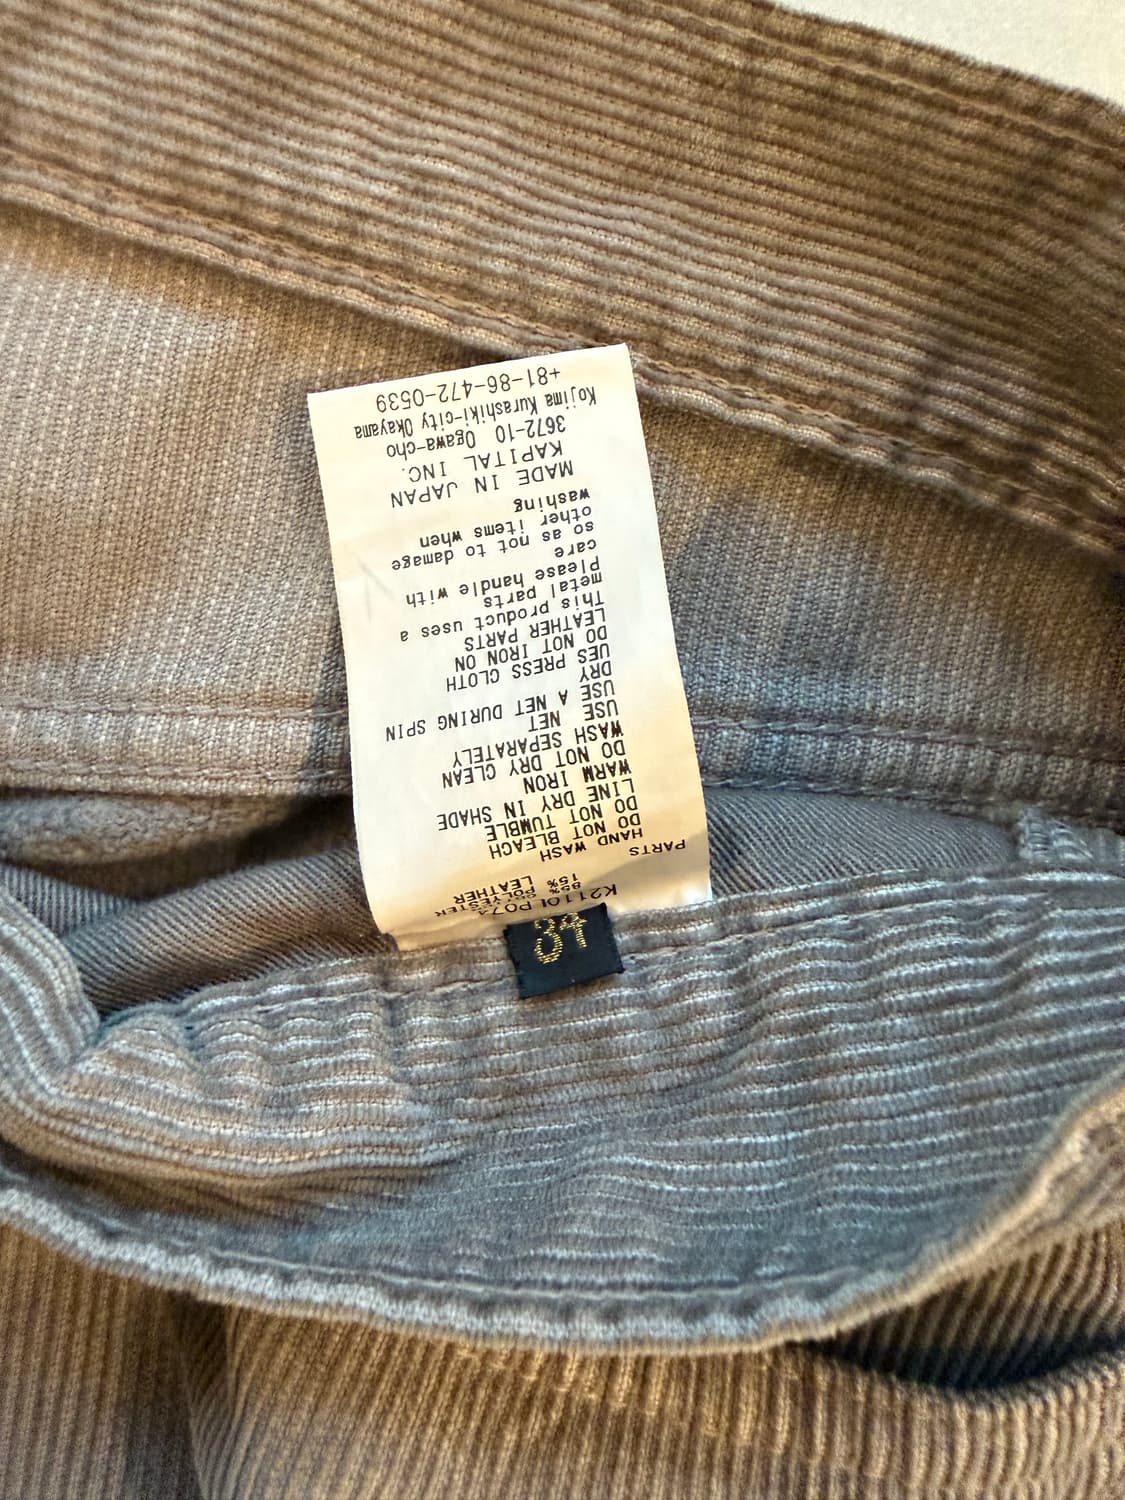 34
K2110LP074
85% POLYESTER
15% LEATHER
PARTS
HAND WASH
DO NOT BLEACH
DO NOT TUMBLE
LINE DRY IN SHADE
WARM IRON
DO NOT DRY CLEAN
WASH SEPARATELY
USE NET
USE A NET DURING SPIN
DRY
UES PRESS CLOTH
DO NOT IRON ON
LEATHER PARTS
This product uses a
metal parts
Please handle with
care
so as not to damage
other items when
washing
MADE IN JAPAN
KAPITAL INC.
3672-10 Ogawa-cho
Kojima Kurashiki-city Okayama
+81-86-472-0539